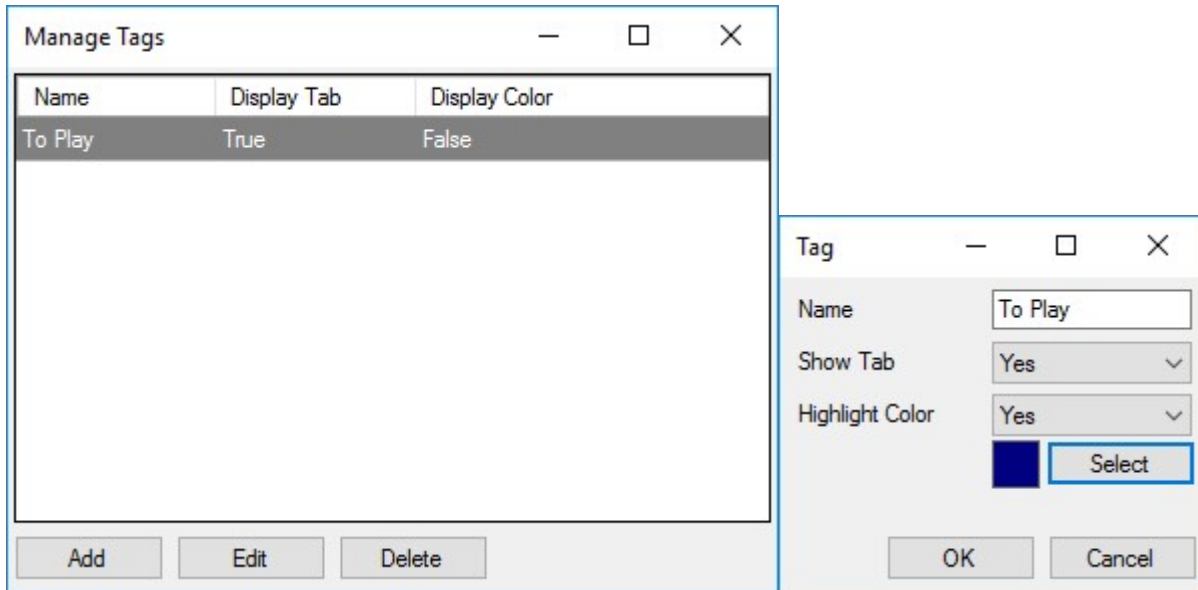 Manage Tags
Name Display Tab Display Color
To Play True False
Add Edit Delete
Tag
Name To Play
Show Tab Yes
Highlight Color Yes
Select
OK Cancel